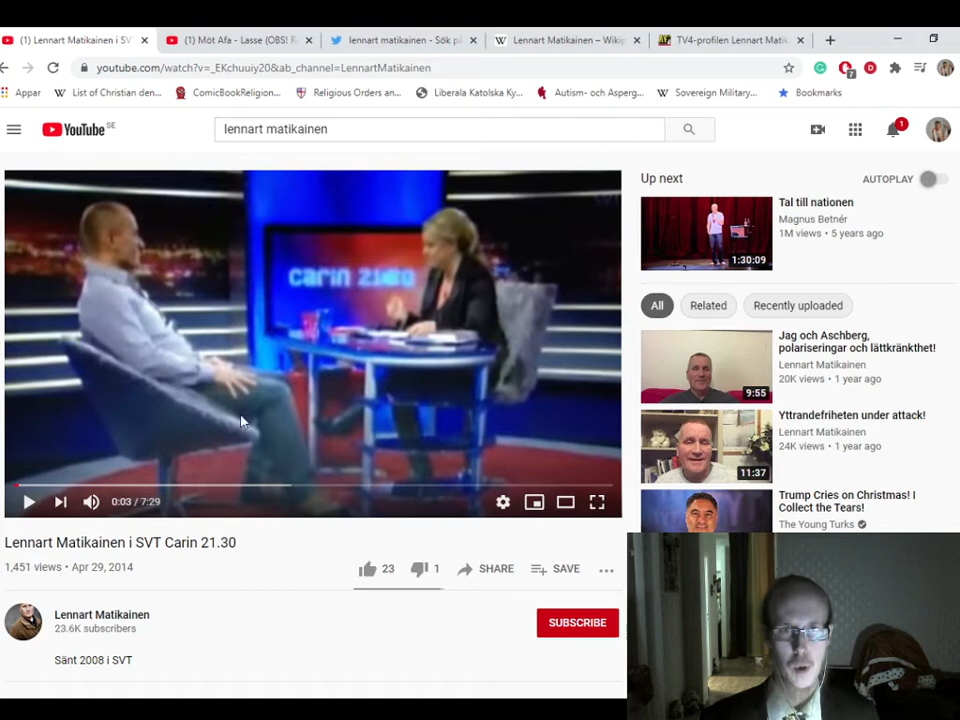 (1) Lennart Matikainen i SV
(1) Möt Afa - Lasse (OBS! R
lennart matikainen - Sök p
Lennart Matikainen – Wiki
TV4-profilen Lennart Matik
youtube.com/watch?v=_EKchuuiy20&ab_channel=LennartMatikainen
7
Appar
List of Christian den...
ComicBookReligion...
Religious Orders an...
Liberala Katolska Ky...
Autism- och Asperg...
Sovereign Military...
Bookmarks
YouTube SE
lennart matikainen
1
carin 21:30
0:03 / 7:29
Lennart Matikainen i SVT Carin 21.30
1,451 views • Apr 29, 2014
23
1
SHARE
SAVE
Lennart Matikainen
23.6K subscribers
SUBSCRIBE
Sänt 2008 i SVT
Up next
AUTOPLAY
1:30:09
Tal till nationen
Magnus Betnér
1M views • 5 years ago
All
Related
Recently uploaded
9:55
Jag och Aschberg,
polariseringar och lättkränkthet!
Lennart Matikainen
20K views • 1 year ago
11:37
Yttrandefriheten under attack!
Lennart Matikainen
24K views • 1 year ago
Trump Cries on Christmas! I
Collect the Tears!
The Young Turks